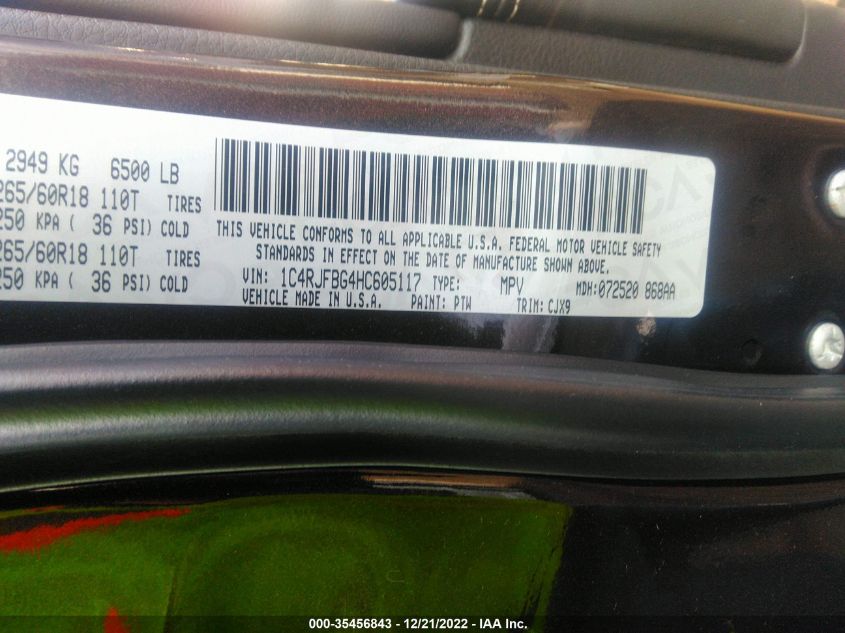 2949 KG 6500 LB
265/60R18 110T TIRES
250 KPA ( 36 PSI) COLD
265/60R18 110T TIRES
250 KPA ( 36 PSI) COLD
THIS VEHICLE CONFORMS TO ALL APPLICABLE U.S.A. FEDERAL MOTOR VEHICLE SAFETY
STANDARDS IN EFFECT ON THE DATE OF MANUFACTURE SHOWN ABOVE.
VIN: 1C4RJFBG4HC605117 TYPE: MPV MDH:072520 868AA
VEHICLE MADE IN U.S.A. PAINT: PTW TRIM: CJX9
000-35456843 - 12/21/2022 - IAA Inc.